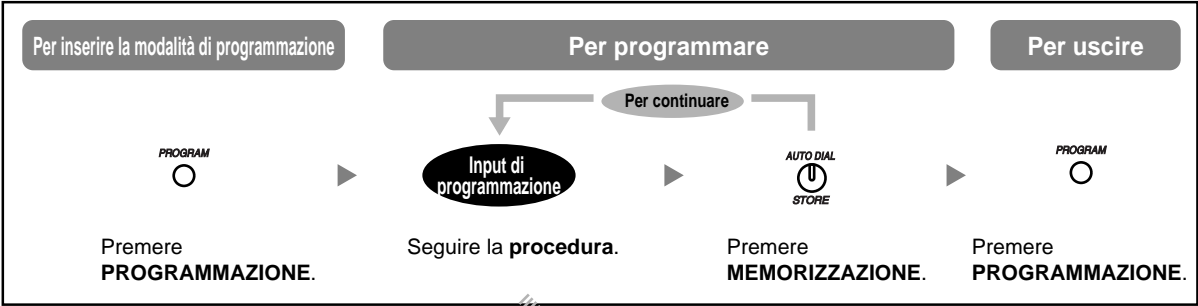 Per inserire la modalità di programmazione
Per programmare
Per uscire
Per continuare
PROGRAM
Input di
programmazione
AUTO DIAL
STORE
PROGRAM
Premere
PROGRAMMAZIONE.
Seguire la procedura.
Premere
MEMORIZZAZIONE.
Premere
PROGRAMMAZIONE.